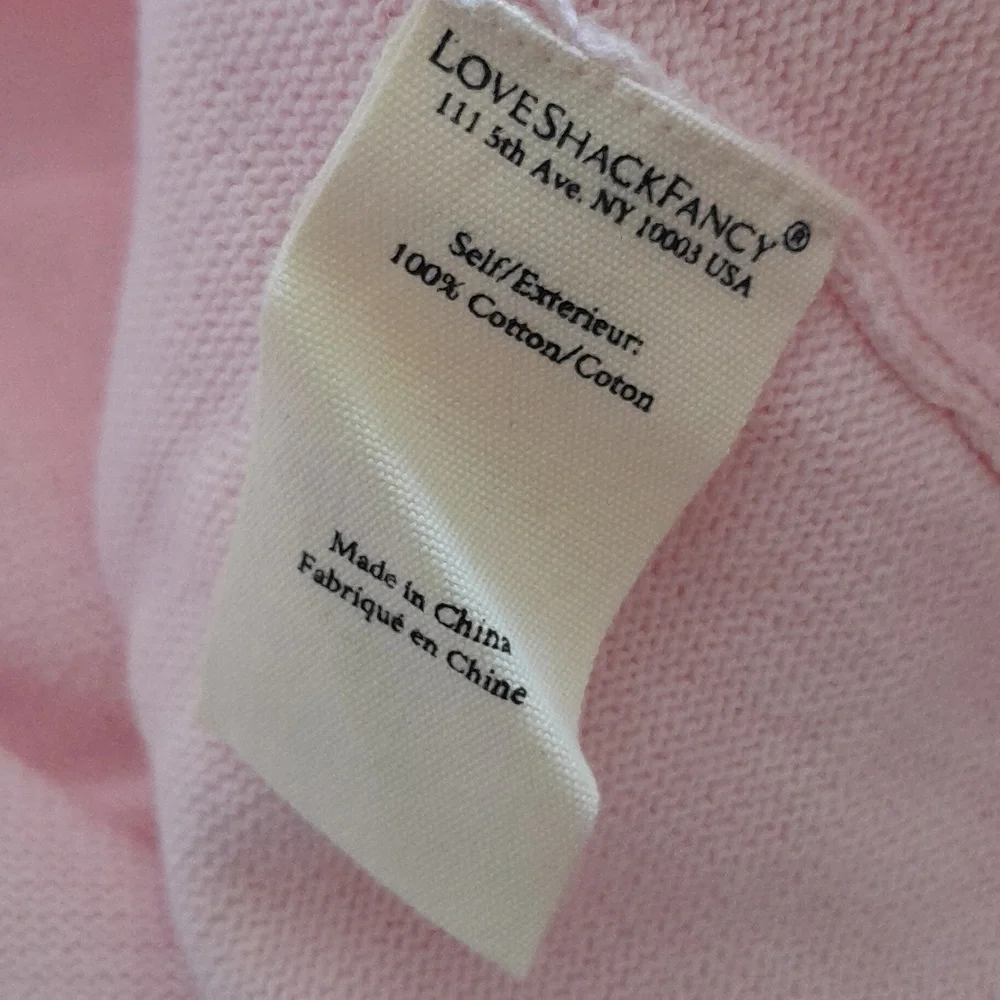 LOVESHACKFANCY®
111 5th Ave. NY 10003 USA
Self/Exterieur:
100% Cotton/Coton
Made in China
Fabriqué en Chine